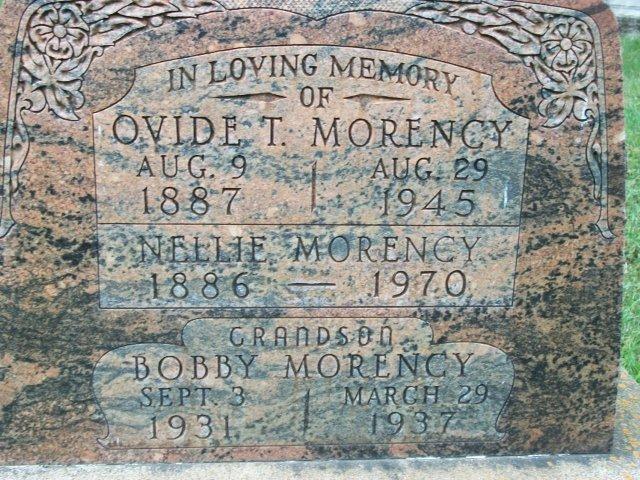 IN LOVING MEMORY
OF
OVIDE T. MORENCY
AUG. 9 AUG. 29
1887 1945
NELLIE MORENCY
1886 — 1970
GRANDSON
BOBBY MORENCY
SEPT. 3 MARCH 29
1931 1937